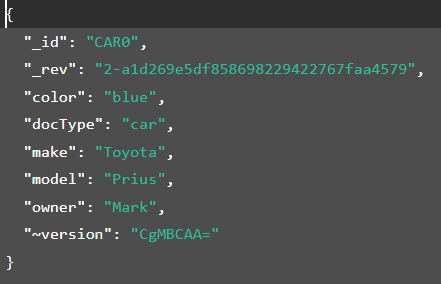 {
"_id": "CAR0",
"_rev": "2-a1d269e5df858698229422767faa4579",
"color": "blue",
"docType": "car",
"make": "Toyota",
"model": "Prius",
"owner": "Mark",
"~version": "CgMBCAA="
}